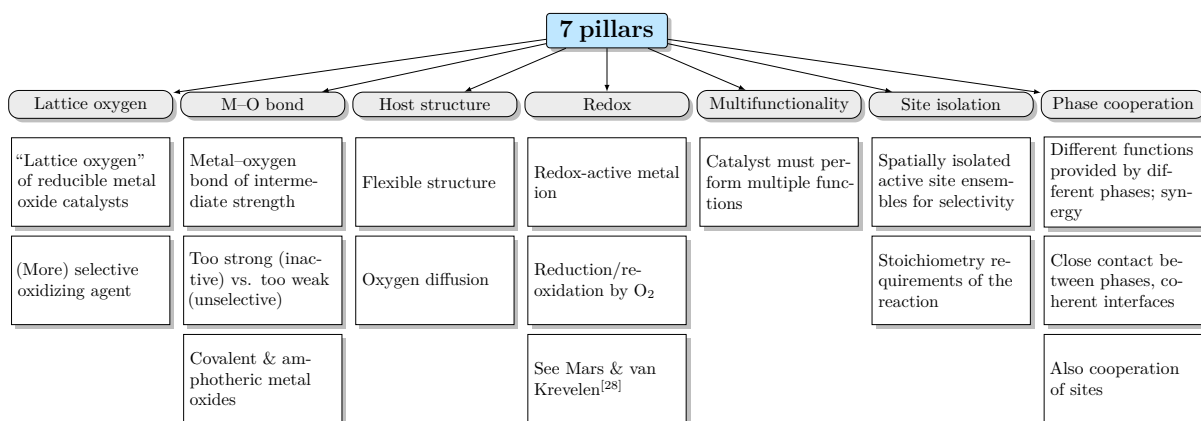 7 pillars
Lattice oxygen
M–O bond
Host structure
Redox
Multifunctionality
Site isolation
Phase cooperation
“Lattice oxygen”
of reducible metal
oxide catalysts
(More) selective
oxidizing agent
Metal–oxygen
bond of interme-
diate strength
Too strong (inac-
tive) vs. too weak
(unselective)
Covalent & am-
photheric metal
oxides
Flexible structure
Oxygen diffusion
Redox-active metal
ion
Reduction/re-
oxidation by O₂
See Mars & van
Krevelen[28]
Catalyst must per-
form multiple func-
tions
Spatially isolated
active site ensem-
bles for selectivity
Stoichiometry re-
quirements of the
reaction
Different functions
provided by dif-
ferent phases; syn-
ergy
Close contact be-
tween phases, co-
herent interfaces
Also cooperation
of sites